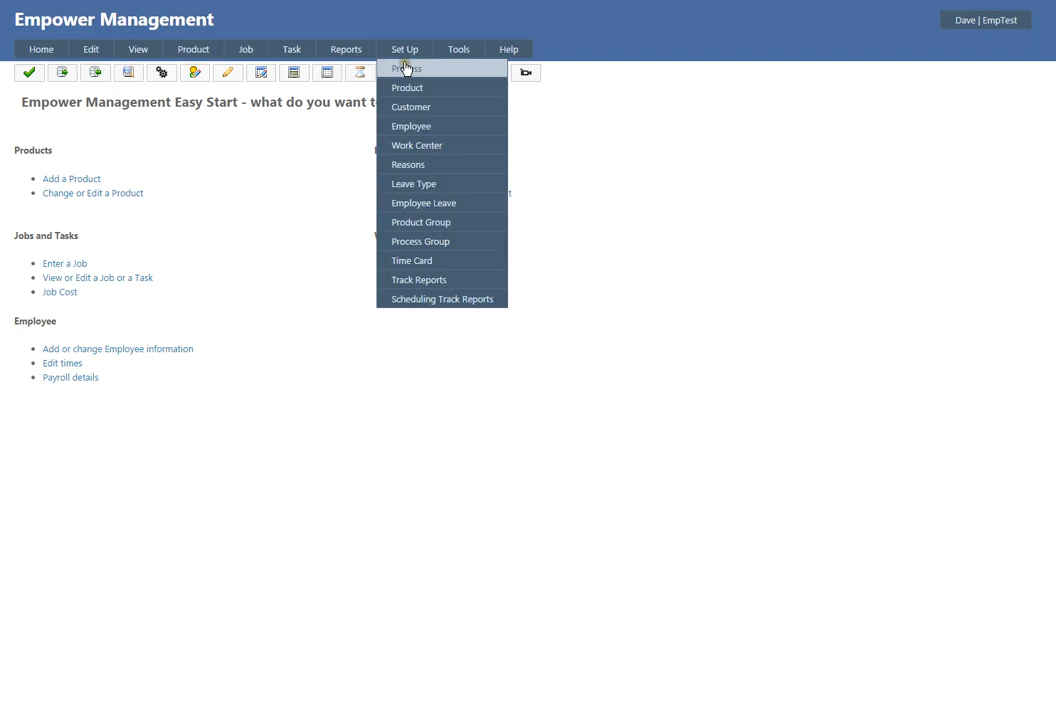 Empower Management
Dave | EmpTest
Home Edit View Product Job Task Reports Set Up Tools Help
Empower Management Easy Start - what do you want
Product
Customer
Employee
Work Center
Reasons
Leave Type
Employee Leave
Product Group
Process Group
Time Card
Track Reports
Scheduling Track Reports
Products
Add a Product
Change or Edit a Product
Jobs and Tasks
Enter a Job
View or Edit a Job or a Task
Job Cost
Employee
Add or change Employee information
Edit times
Payroll details